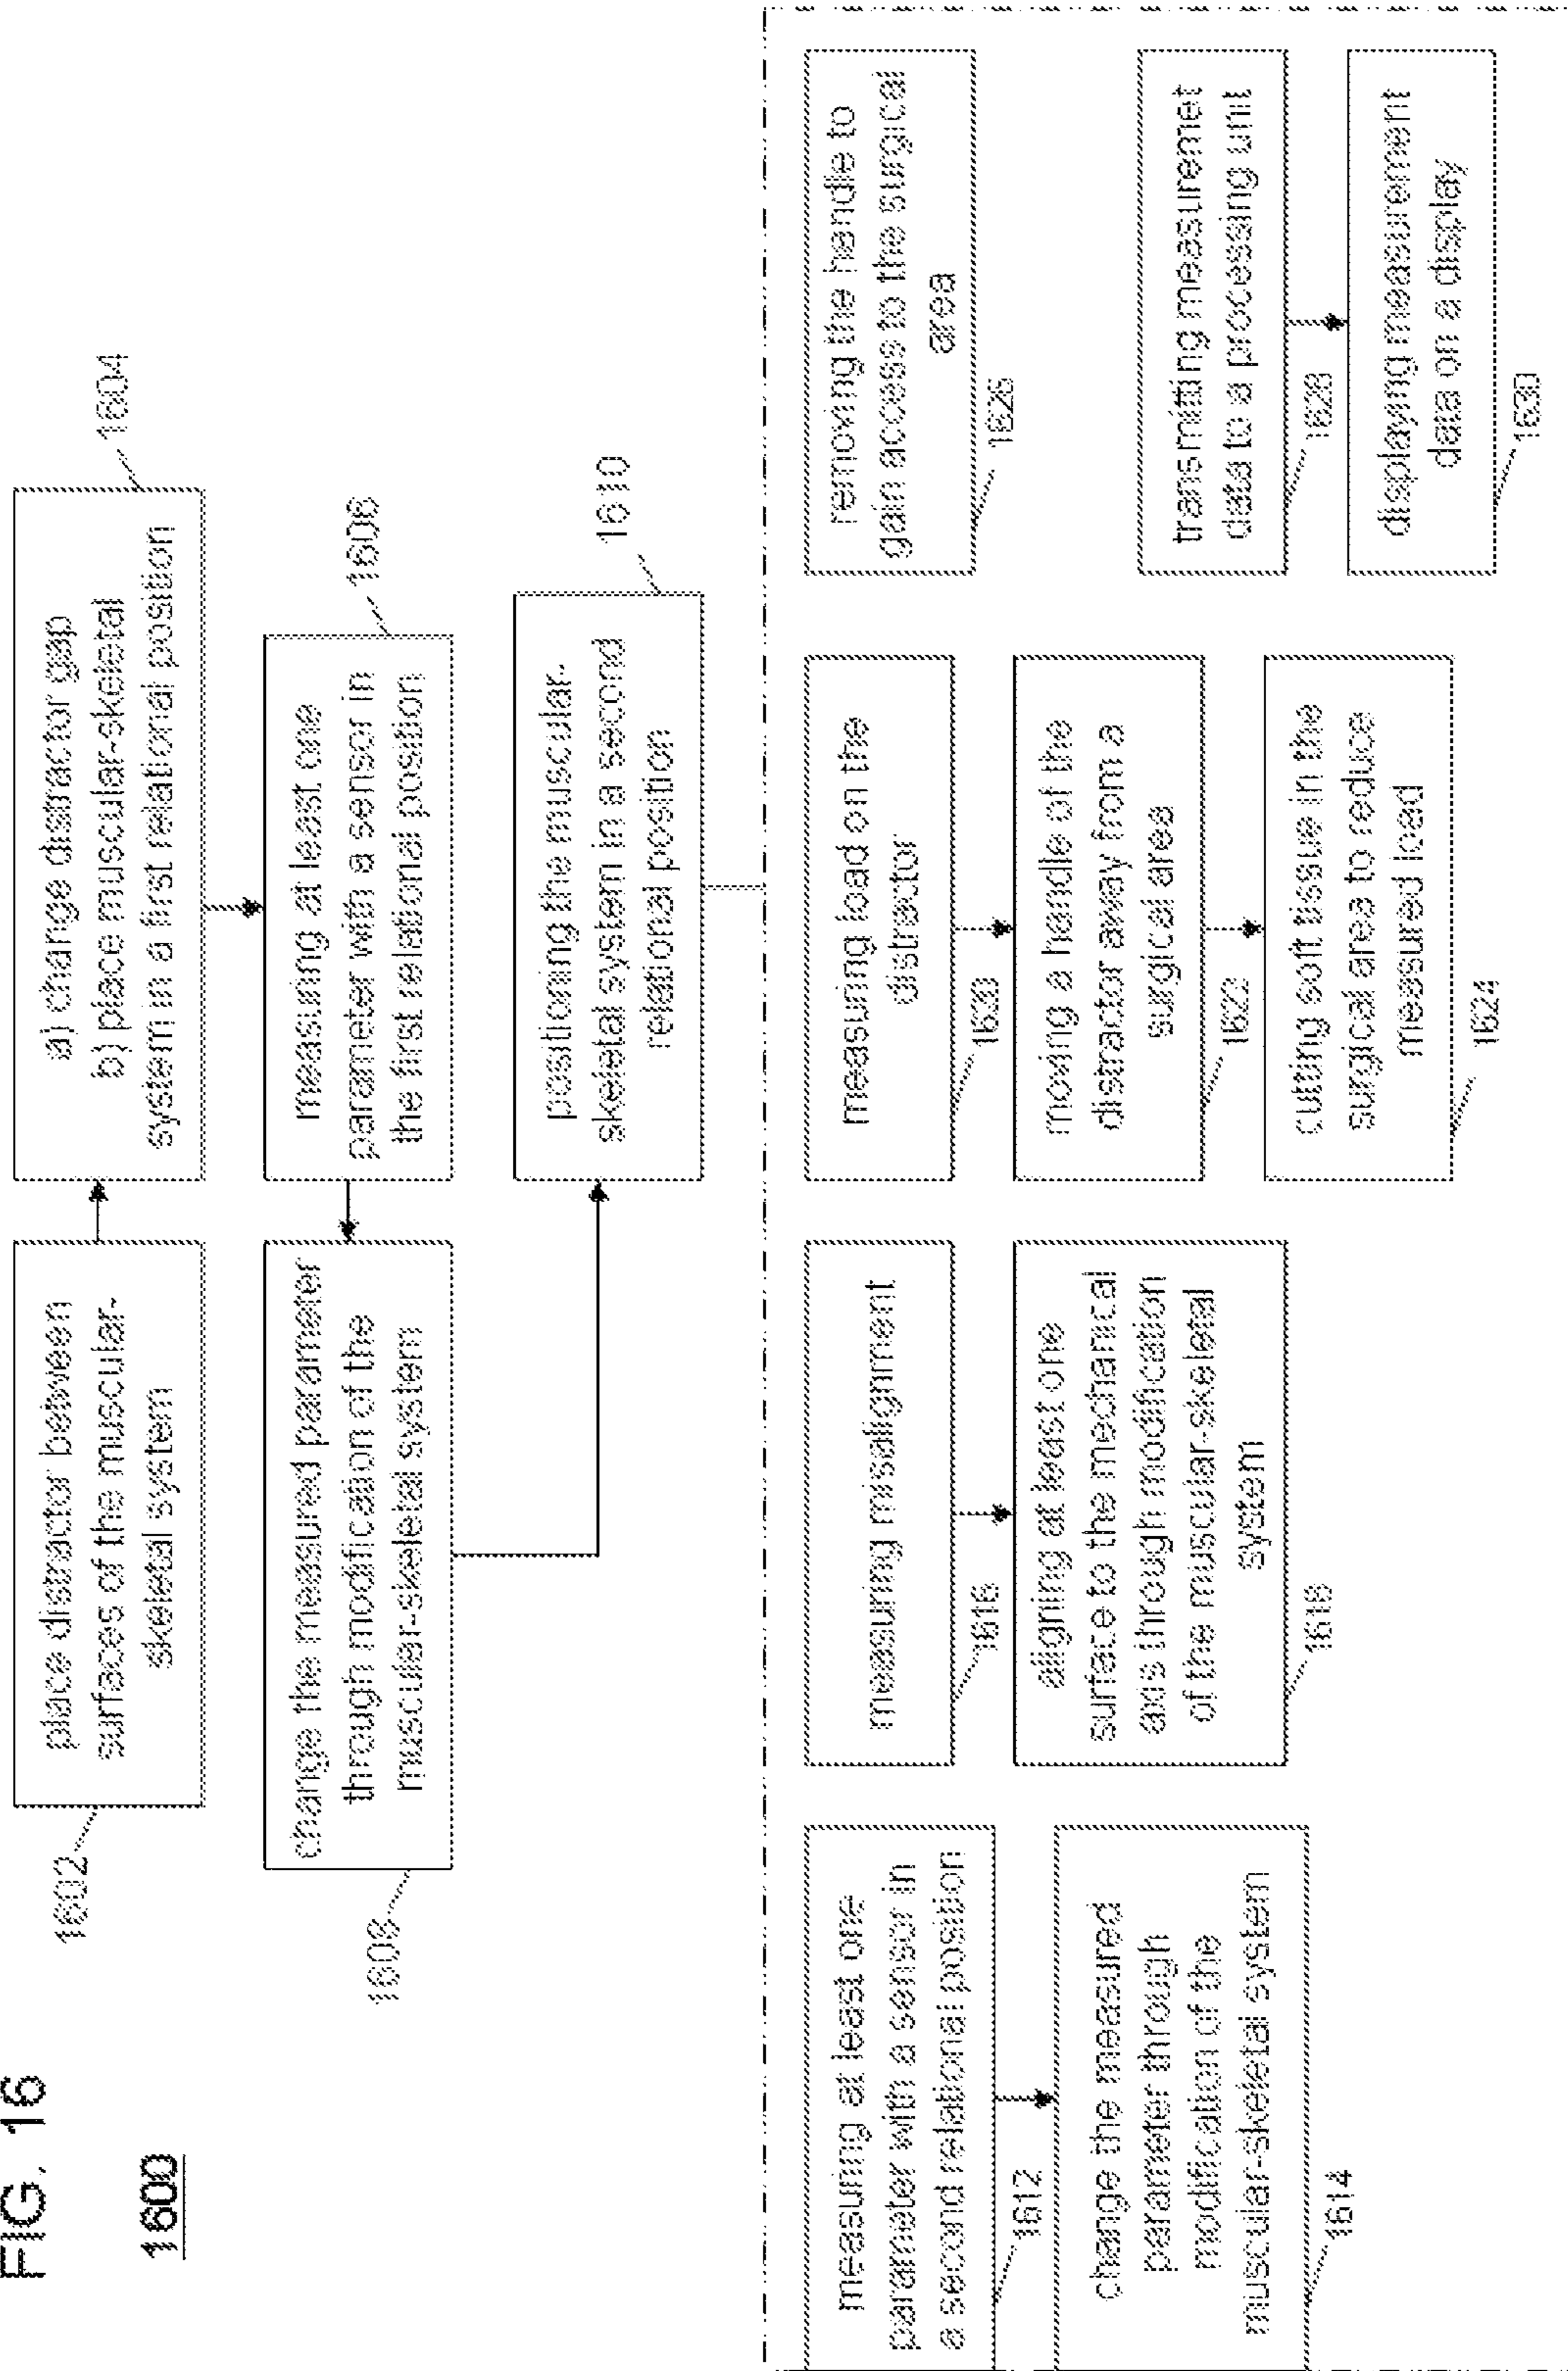 FIG. 16
1600
place distractor between
surfaces of the muscular-
skeletal system
1602
a) change distractor gap
b) place muscular-skeletal
system in a first relational position
1604
measuring at least one
parameter with a sensor in
the first relational position
1606
change the measured parameter
through modification of the
muscular-skeletal system
1608
positioning the muscular-
skeletal system in a second
relational position
1610
measuring at least one
parameter with a sensor in
a second relational position
1612
change the measured
parameter through
modification of the
muscular-skeletal system
1614
measuring misalignment
1616
aligning at least one
surface to the mechanical
axis through modification
of the muscular-skeletal
system
1618
measuring load on the
distractor
1620
moving a handle of the
distractor away from a
surgical area
1622
cutting soft tissue in the
surgical area to reduce
measured load
1624
removing the handle to
gain access to the surgical
area
1626
transmitting measuremet
data to a processing unit
1628
displaying measurement
data on a display
1630